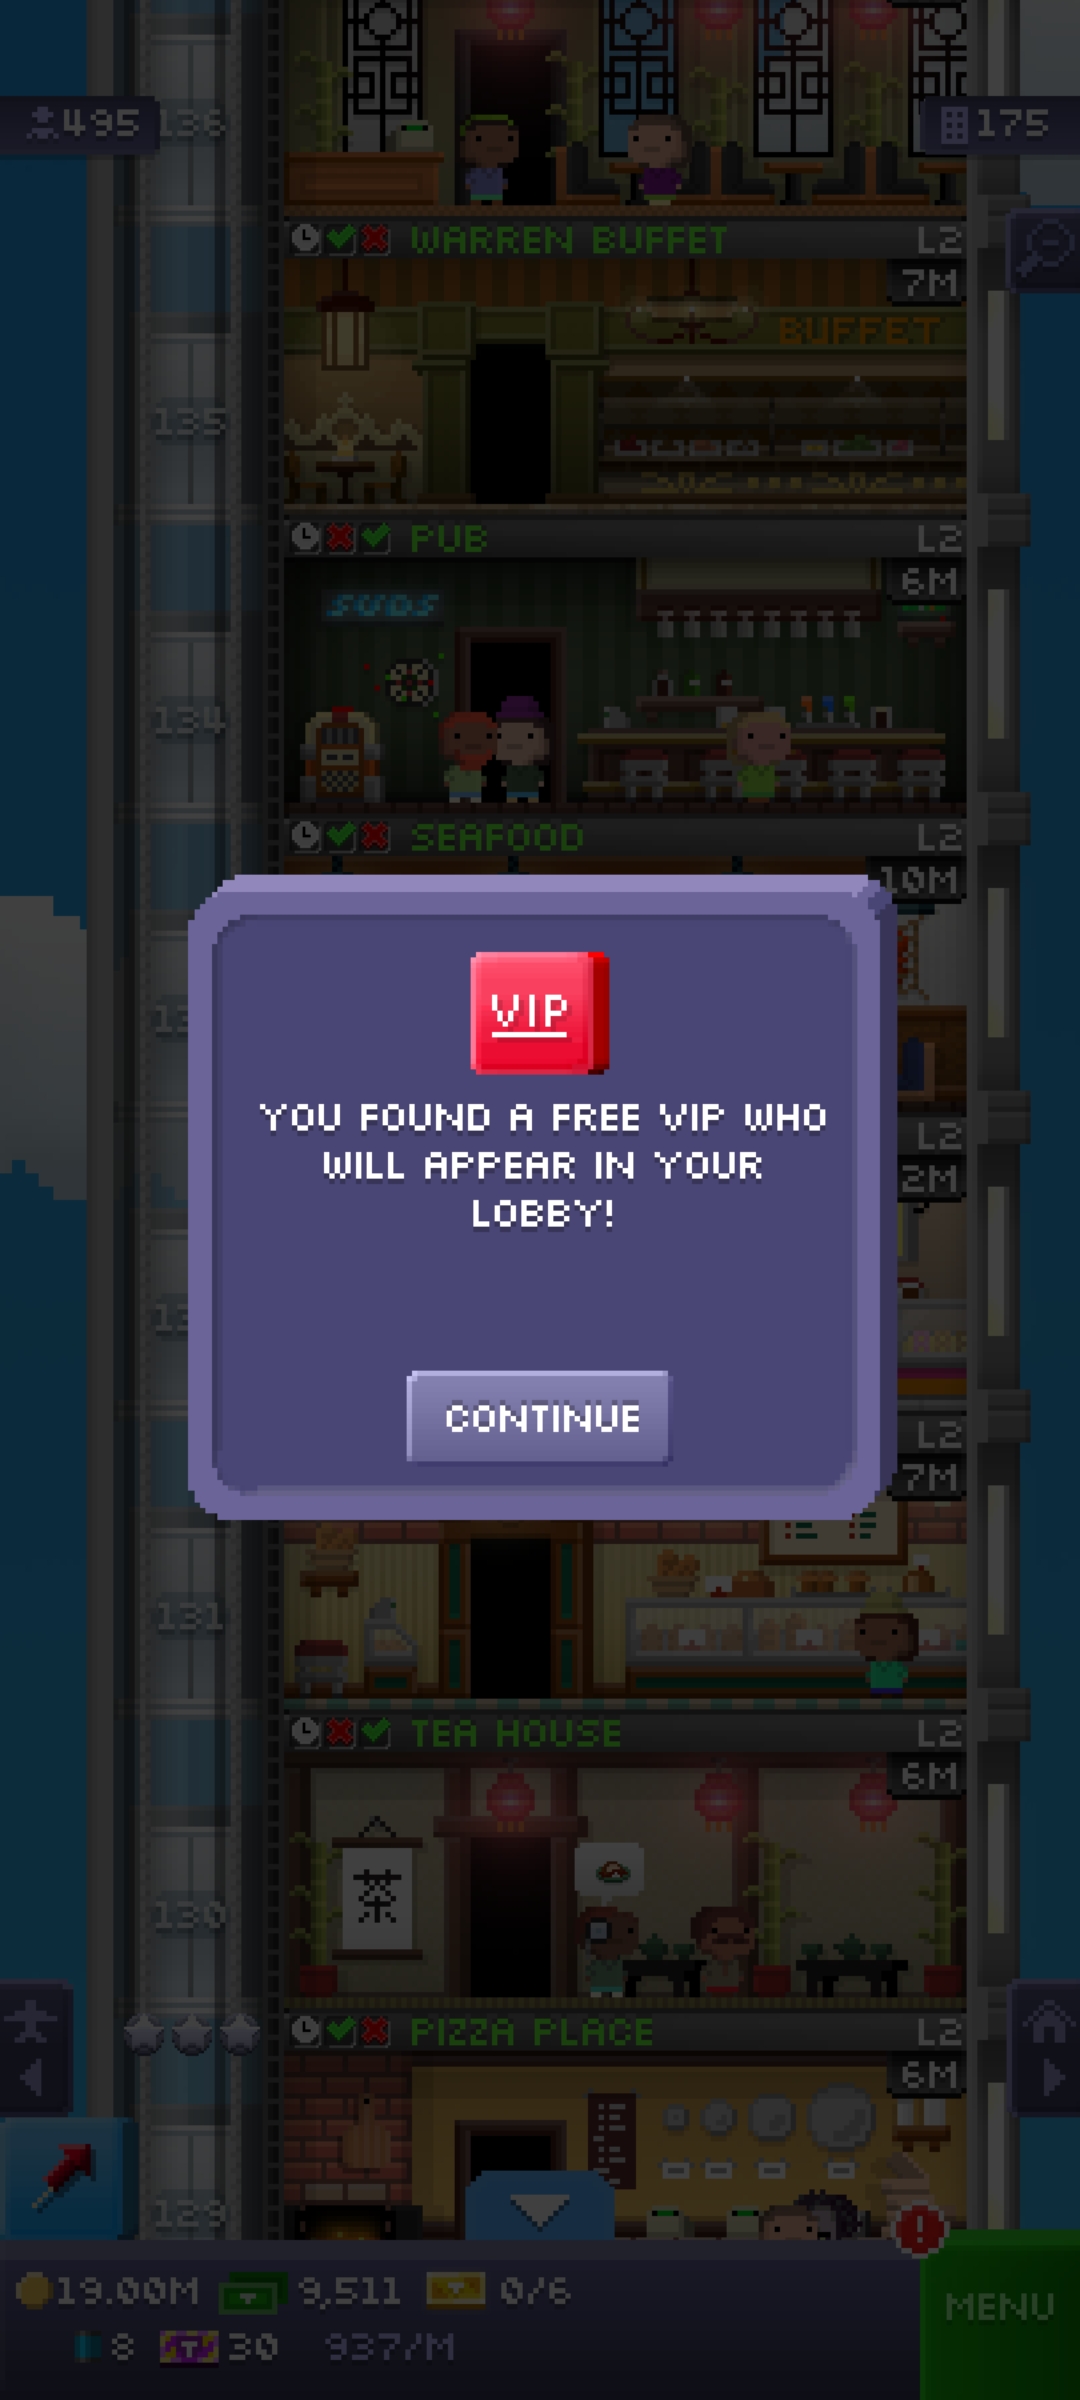 495
136
175
WARREN BUFFET
L2
7M
BUFFET
135
PUB
L2
6M
SUDS
134
SEAFOOD
L2
10M
VIP
YOU FOUND A FREE VIP WHO
WILL APPEAR IN YOUR
LOBBY!
L2
2M
CONTINUE
L2
7M
131
TEA HOUSE
L2
6M
茶
130
PIZZA PLACE
L2
6M
129
19.00M
9,511
0/6
MENU
8
T
30
937/M